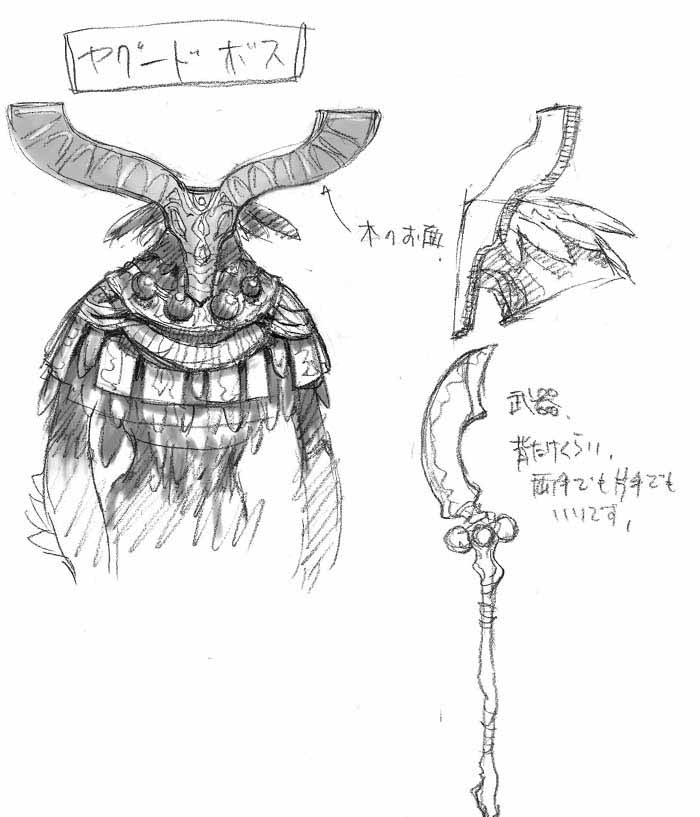 ヤグード ボス
木のお面
武器、
背たけくらい、
両手でも片手でも
いいです、